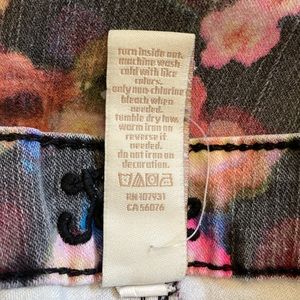 turn inside out.
machine wash
cold with like
colors.
only non-chlorine
bleach when
needed.
tumble dry low.
warm iron on
reverse if
needed.
do not iron on
decoration.
RN 107931
CA 56076